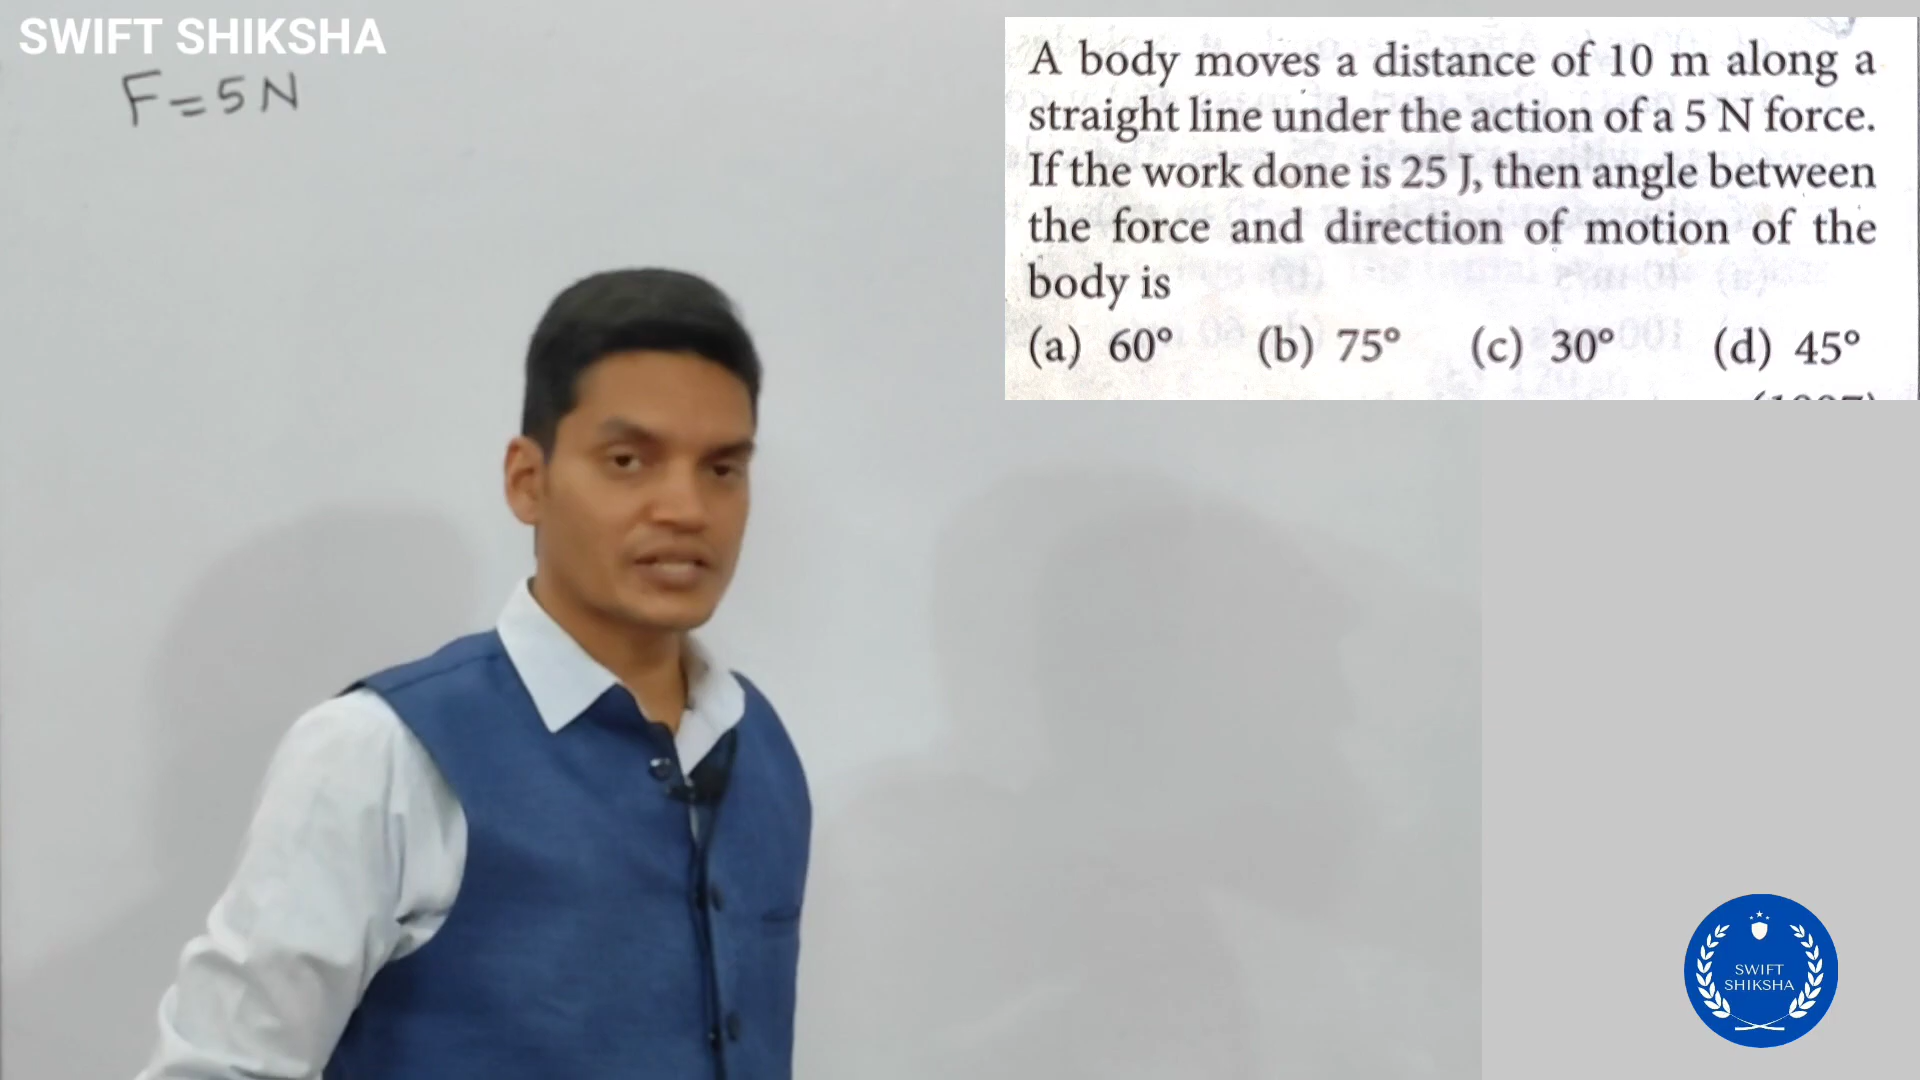 SWIFT SHIKSHA
F = 5 N
A body moves a distance of 10 m along a
straight line under the action of a 5 N force.
If the work done is 25 J, then angle between
the force and direction of motion of the
body is
(a) 60° (b) 75° (c) 30° (d) 45°
SWIFT
SHIKSHA